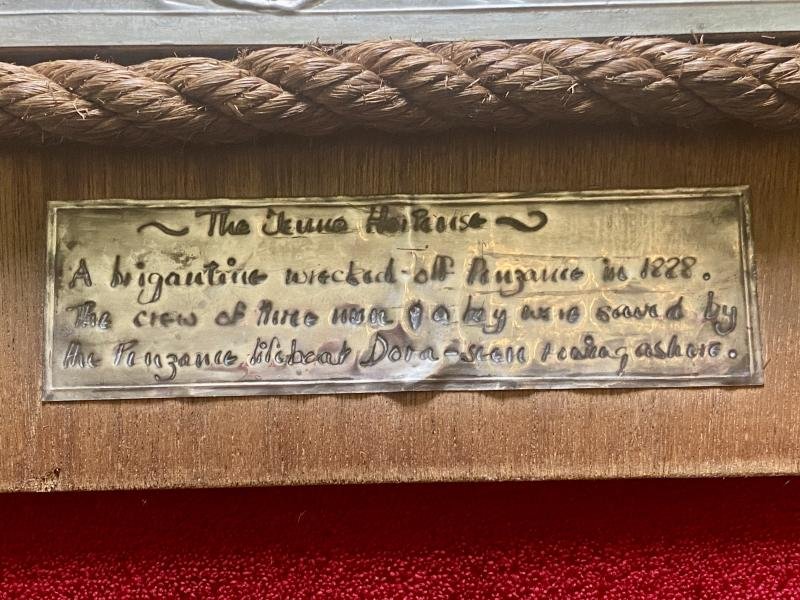 ~ The Jeune Hortense ~
A brigantine wrecked off Penzance in 1888.
The crew of three men & a boy were saved by
the Penzance lifeboat Dora - seen coming ashore.